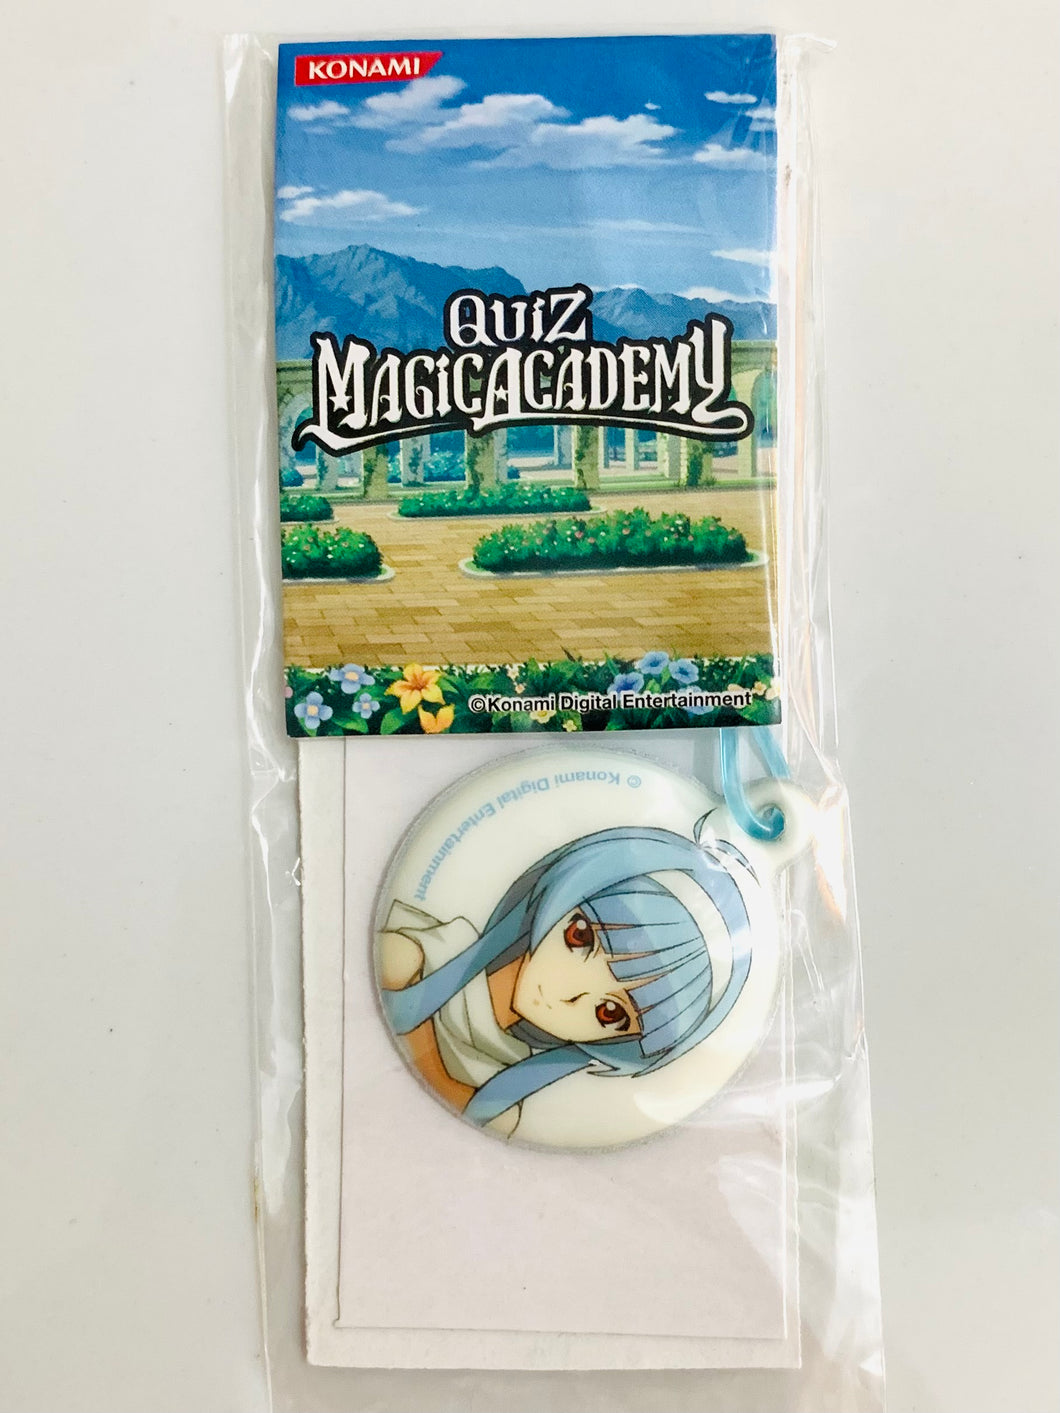 KONAMI
QUIZ
MAGICACADEMY
©Konami Digital Entertainment
© Konami Digital Entertainment